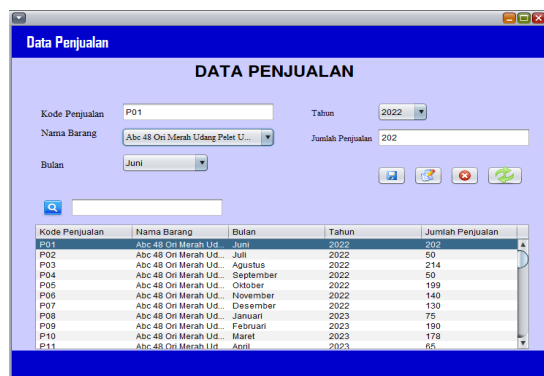 Data Penjualan
DATA PENJUALAN
Kode Penjualan P01 Tahun 2022
Nama Barang Abc 48 Ori Merah Udang Pelet U... Jumlah Penjualan 202
Bulan Juni
Kode Penjualan Nama Barang Bulan Tahun Jumlah Penjualan
P01 Abc 48 Ori Merah Ud... Juni 2022 202
P02 Abc 48 Ori Merah Ud... Juli 2022 50
P03 Abc 48 Ori Merah Ud... Agustus 2022 214
P04 Abc 48 Ori Merah Ud... September 2022 50
P05 Abc 48 Ori Merah Ud... Oktober 2022 199
P06 Abc 48 Ori Merah Ud... November 2022 140
P07 Abc 48 Ori Merah Ud... Desember 2022 130
P08 Abc 48 Ori Merah Ud... Januari 2023 75
P09 Abc 48 Ori Merah Ud... Februari 2023 190
P10 Abc 48 Ori Merah Ud... Maret 2023 178
P11 Abc 48 Ori Merah Ud... April 2023 65